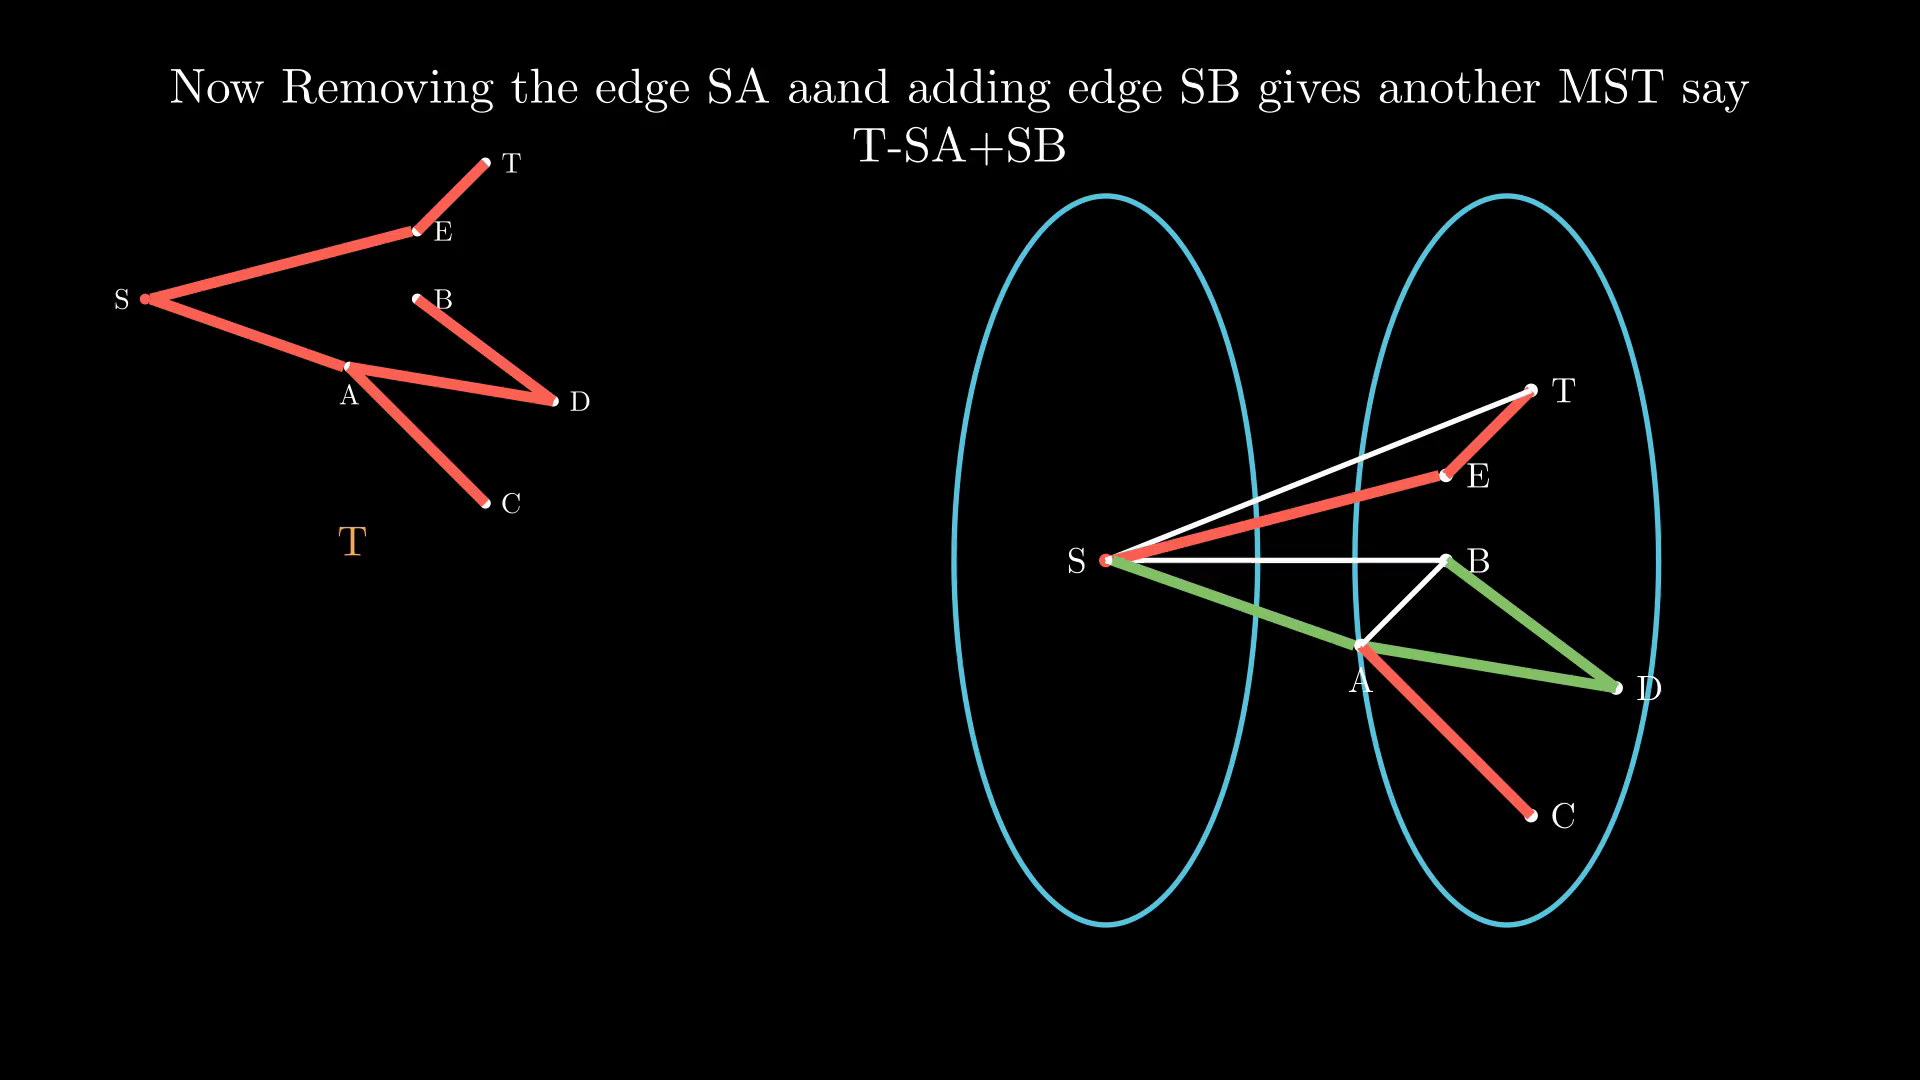 Now Removing the edge SA aand adding edge SB gives another MST say
T-SA+SB
T
E
S
B
A
D
C
T
T
E
S
B
A
D
C